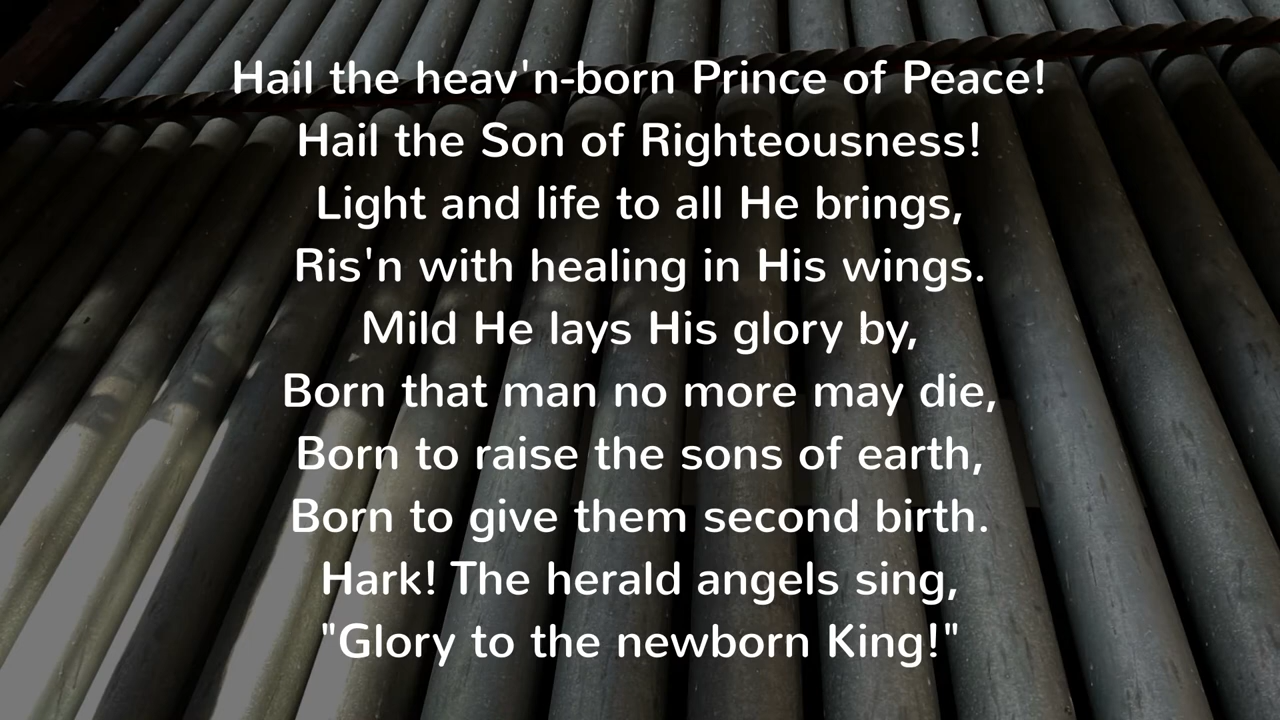 Hail the heav'n-born Prince of Peace!
Hail the Son of Righteousness!
Light and life to all He brings,
Ris'n with healing in His wings.
Mild He lays His glory by,
Born that man no more may die,
Born to raise the sons of earth,
Born to give them second birth.
Hark! The herald angels sing,
"Glory to the newborn King!"